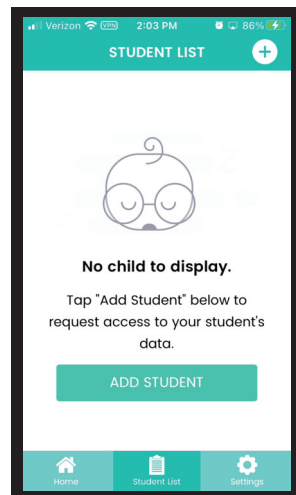 Verizon VPN 2:03 PM 86%
STUDENT LIST
No child to display.
Tap "Add Student" below to
request access to your student's
data.
ADD STUDENT
Home Student List Settings